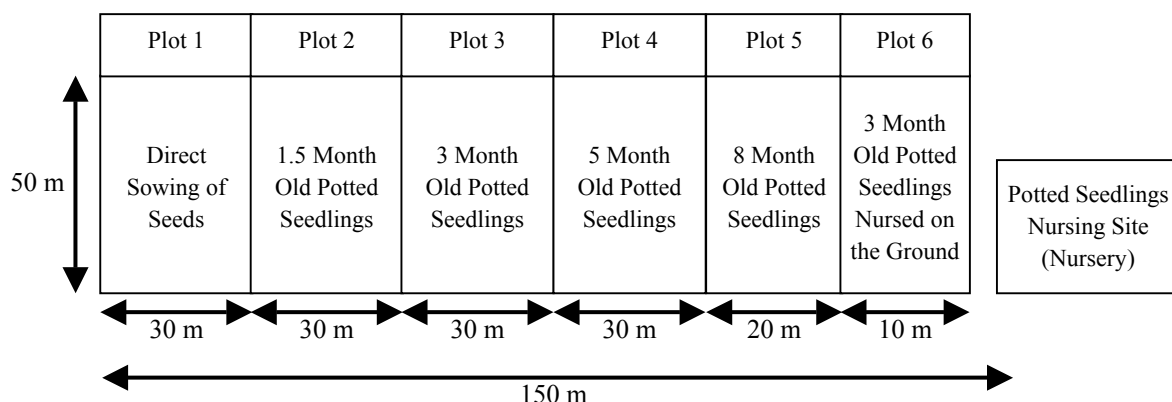 Plot 1
Plot 2
Plot 3
Plot 4
Plot 5
Plot 6
50 m
Direct
Sowing of
Seeds
1.5 Month
Old Potted
Seedlings
3 Month
Old Potted
Seedlings
5 Month
Old Potted
Seedlings
8 Month
Old Potted
Seedlings
3 Month
Old Potted
Seedlings
Nursed on
the Ground
Potted Seedlings
Nursing Site
(Nursery)
30 m
30 m
30 m
30 m
20 m
10 m
150 m